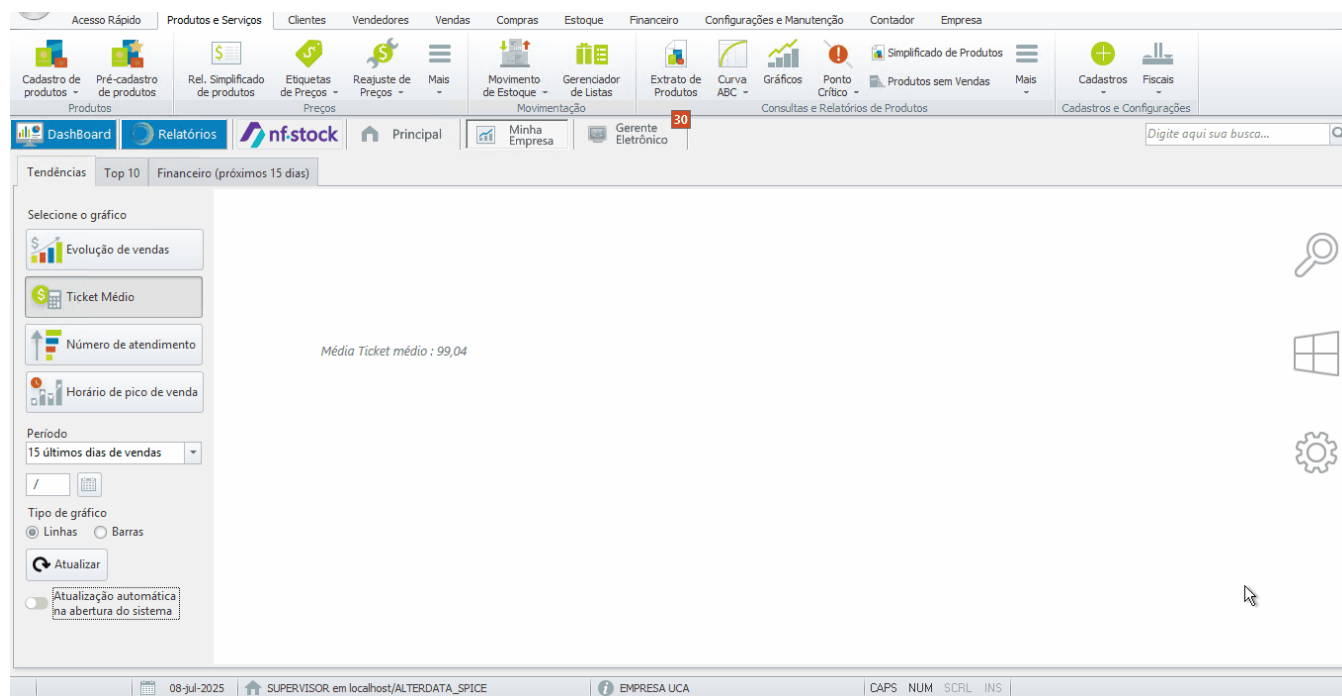 Acesso Rápido Produtos e Serviços Clientes Vendedores Vendas Compras Estoque Financeiro Configurações e Manutenção Contador Empresa
Cadastro de produtos Pré-cadastro de produtos Rel. Simplificado de produtos Etiquetas de Preços Reajuste de Preços Mais Movimento de Estoque Gerenciador de Listas Extrato de Produtos Curva ABC Gráficos Ponto Crítico Simplificado de Produtos Produtos sem Vendas Mais Cadastros Fiscais
Produtos Preços Movimentação Consultas e Relatórios de Produtos Cadastros e Configurações
DashBoard Relatórios nf-stock Principal Minha Empresa Gerente Eletrônico 30 Digite aqui sua busca...
Tendências Top 10 Financeiro (próximos 15 dias)
Selecione o gráfico
Evolução de vendas
Ticket Médio
Número de atendimento
Média Ticket médio : 99,04
Horário de pico de venda
Período
15 últimos dias de vendas
/
Tipo de gráfico
Linhas Barras
Atualizar
Atualização automática
na abertura do sistema
08-jul-2025 SUPERVISOR em localhost/ALTERDATA_SPICE EMPRESA UCA CAPS NUM SCRL INS